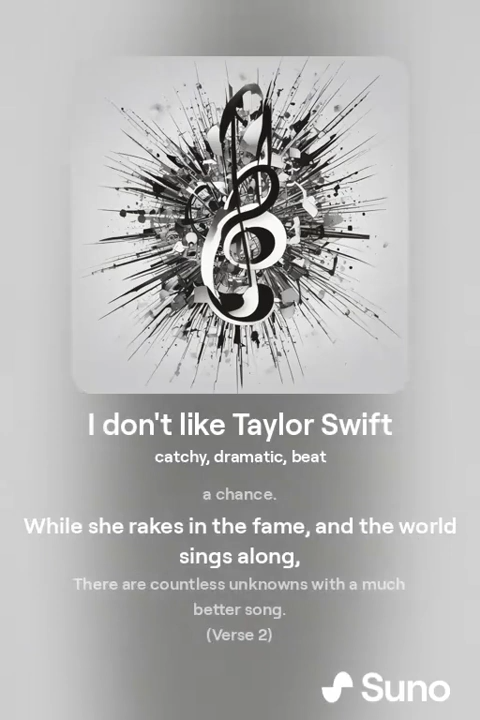 I don't like Taylor Swift
catchy, dramatic, beat
a chance.
While she rakes in the fame, and the world
sings along,
There are countless unknowns with a much
better song.
(Verse 2)
Suno